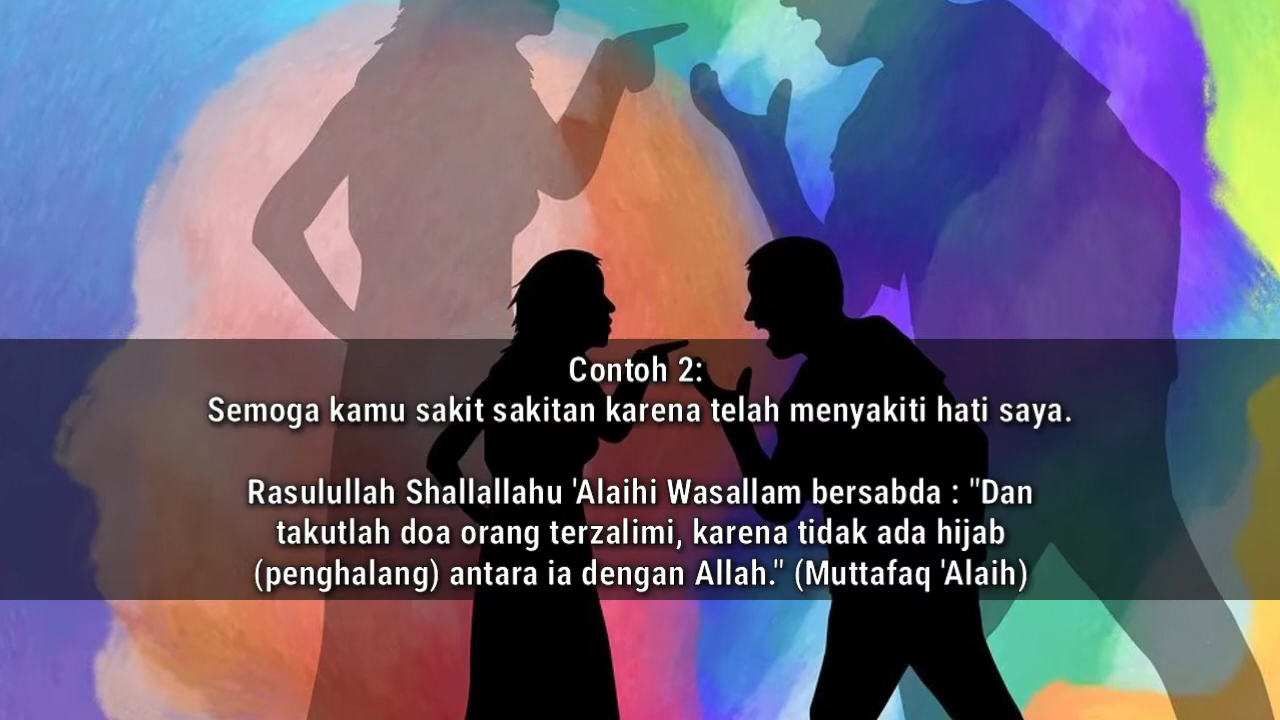 Contoh 2:
Semoga kamu sakit sakitan karena telah menyakiti hati saya.
Rasulullah Shallallahu 'Alaihi Wasallam bersabda : "Dan
takutlah doa orang terzalimi, karena tidak ada hijab
(penghalang) antara ia dengan Allah." (Muttafaq 'Alaih)